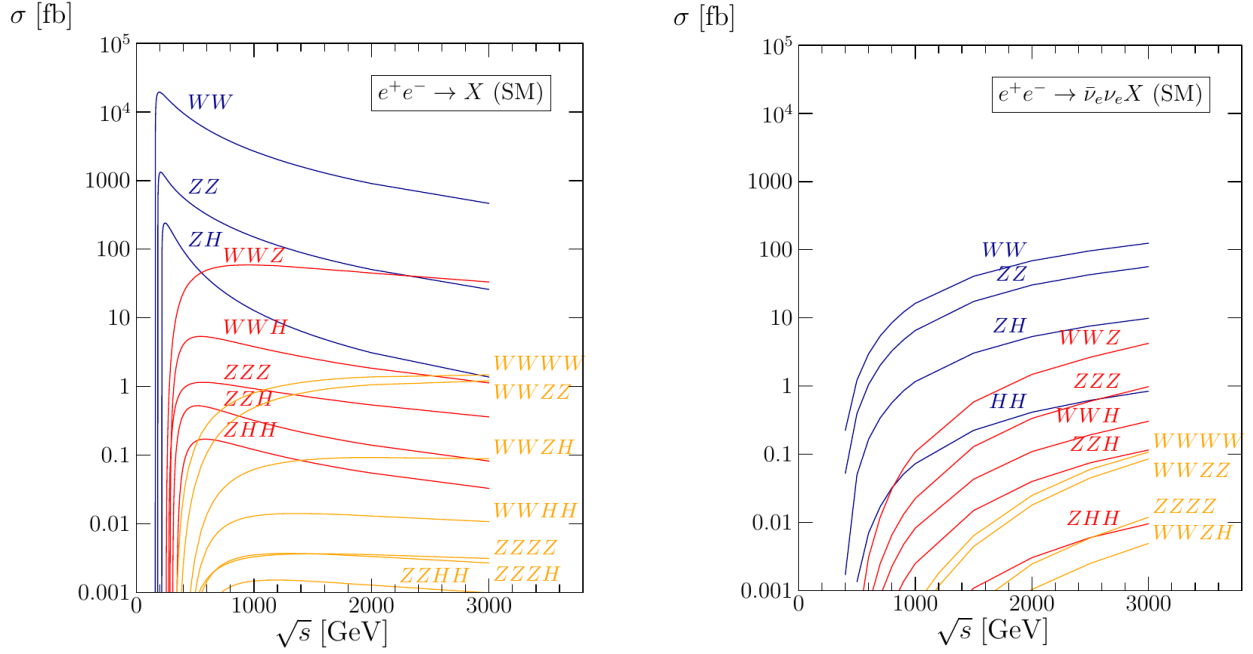 σ [fb]
10^5
10^4
1000
100
10
1
0.1
0.01
0.001
0
1000
2000
3000
√s [GeV]
e^+e^- → X (SM)
WW
ZZ
ZH
WWZ
WWH
ZZZ
ZZH
ZHH
WWWW
WWZZ
WWZH
WWHH
ZZZZ
ZZHH
ZZZH
σ [fb]
10^5
10^4
1000
100
10
1
0.1
0.01
0.001
0
1000
2000
3000
√s [GeV]
e^+e^- → ν̄_eν_eX (SM)
WW
ZZ
ZH
WWZ
ZZZ
HH
WWH
ZZH
WWWW
WWZZ
ZZZZ
ZHH
WWZH